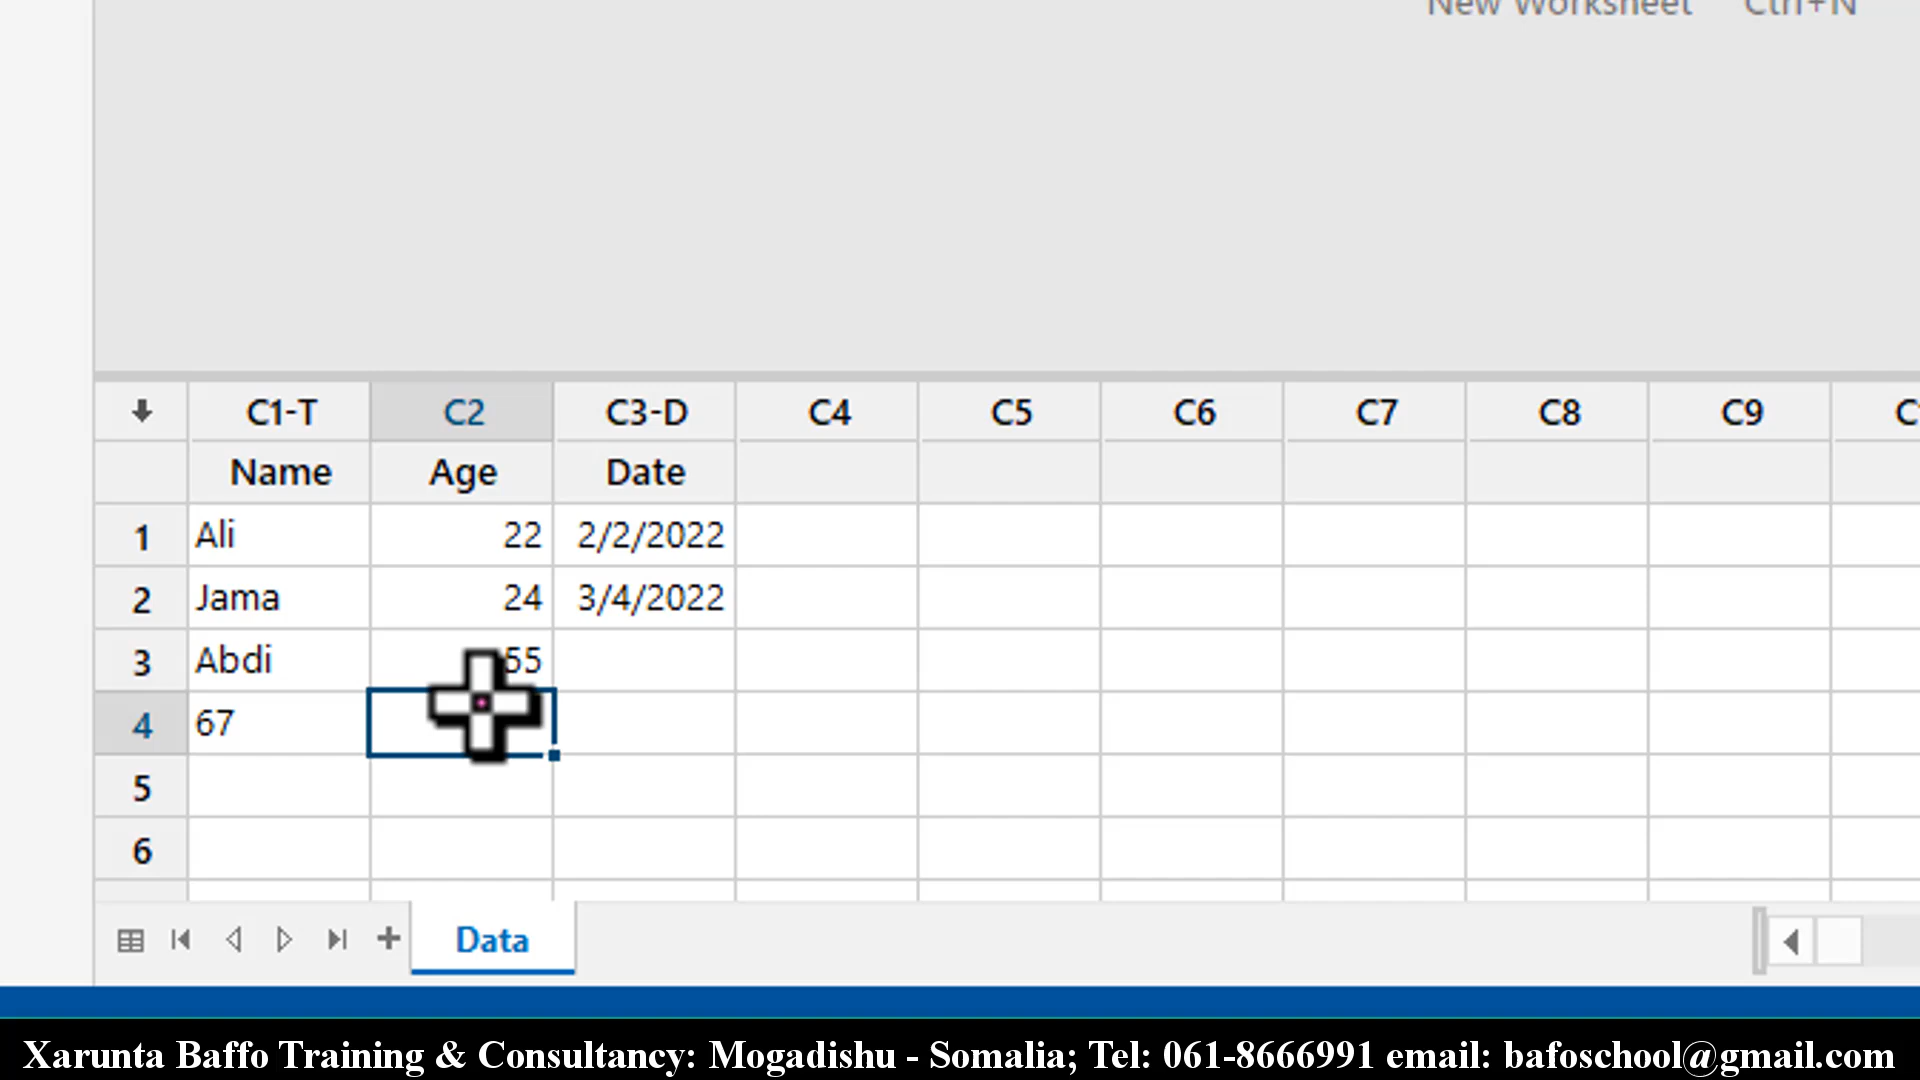 New Worksheet Ctrl+N
C1-T C2 C3-D C4 C5 C6 C7 C8 C9
Name Age Date
1 Ali 22 2/2/2022
2 Jama 24 3/4/2022
3 Abdi 55
4 67
5
6
Data
Xarunta Baffo Training & Consultancy: Mogadishu - Somalia; Tel: 061-8666991 email: bafoschool@gmail.com